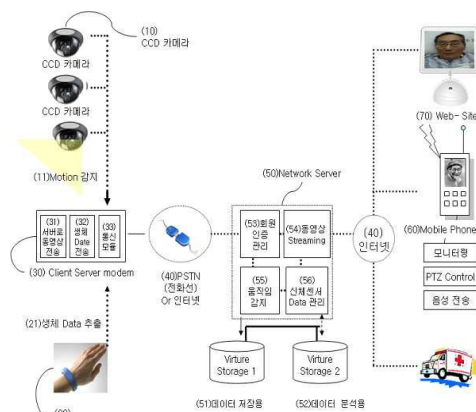 (10)
CCD 카메라
CCD 카메라
CCD 카메라
(11)Motion 감지
(31)
서버로
동영상
전송
(32)
생체
Date
전송
(33)
통신
모듈
(30) Client Server modem
(21)생체 Data 추출
(40)PSTN
(전화선)
Or 인터넷
(50)Network Server
(53)회원
인증
관리
(54)동영상
Streaming
(55)
움직임
감지
(56)
신체센서
Data 관리
Virture
Storage 1
Virture
Storage 2
(51)데이터 저장용
(52)데이터 분석용
(40)
인터넷
(70) Web- Site
(60)Mobile Phone
모니터링
PTZ Control
음성 전송